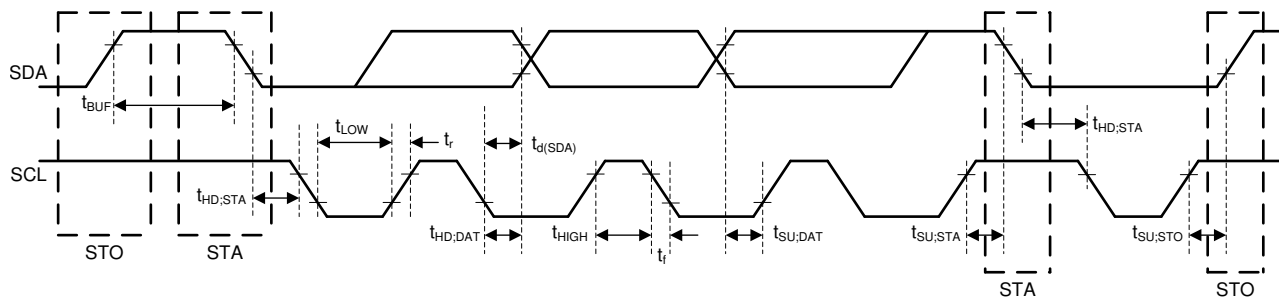 SDA
t_BUF
t_LOW
t_r
t_d(SDA)
t_HD;STA
SCL
t_HD;STA
t_HD;DAT
t_HIGH
t_f
t_SU;DAT
t_SU;STA
t_SU;STO
STO
STA
STA
STO